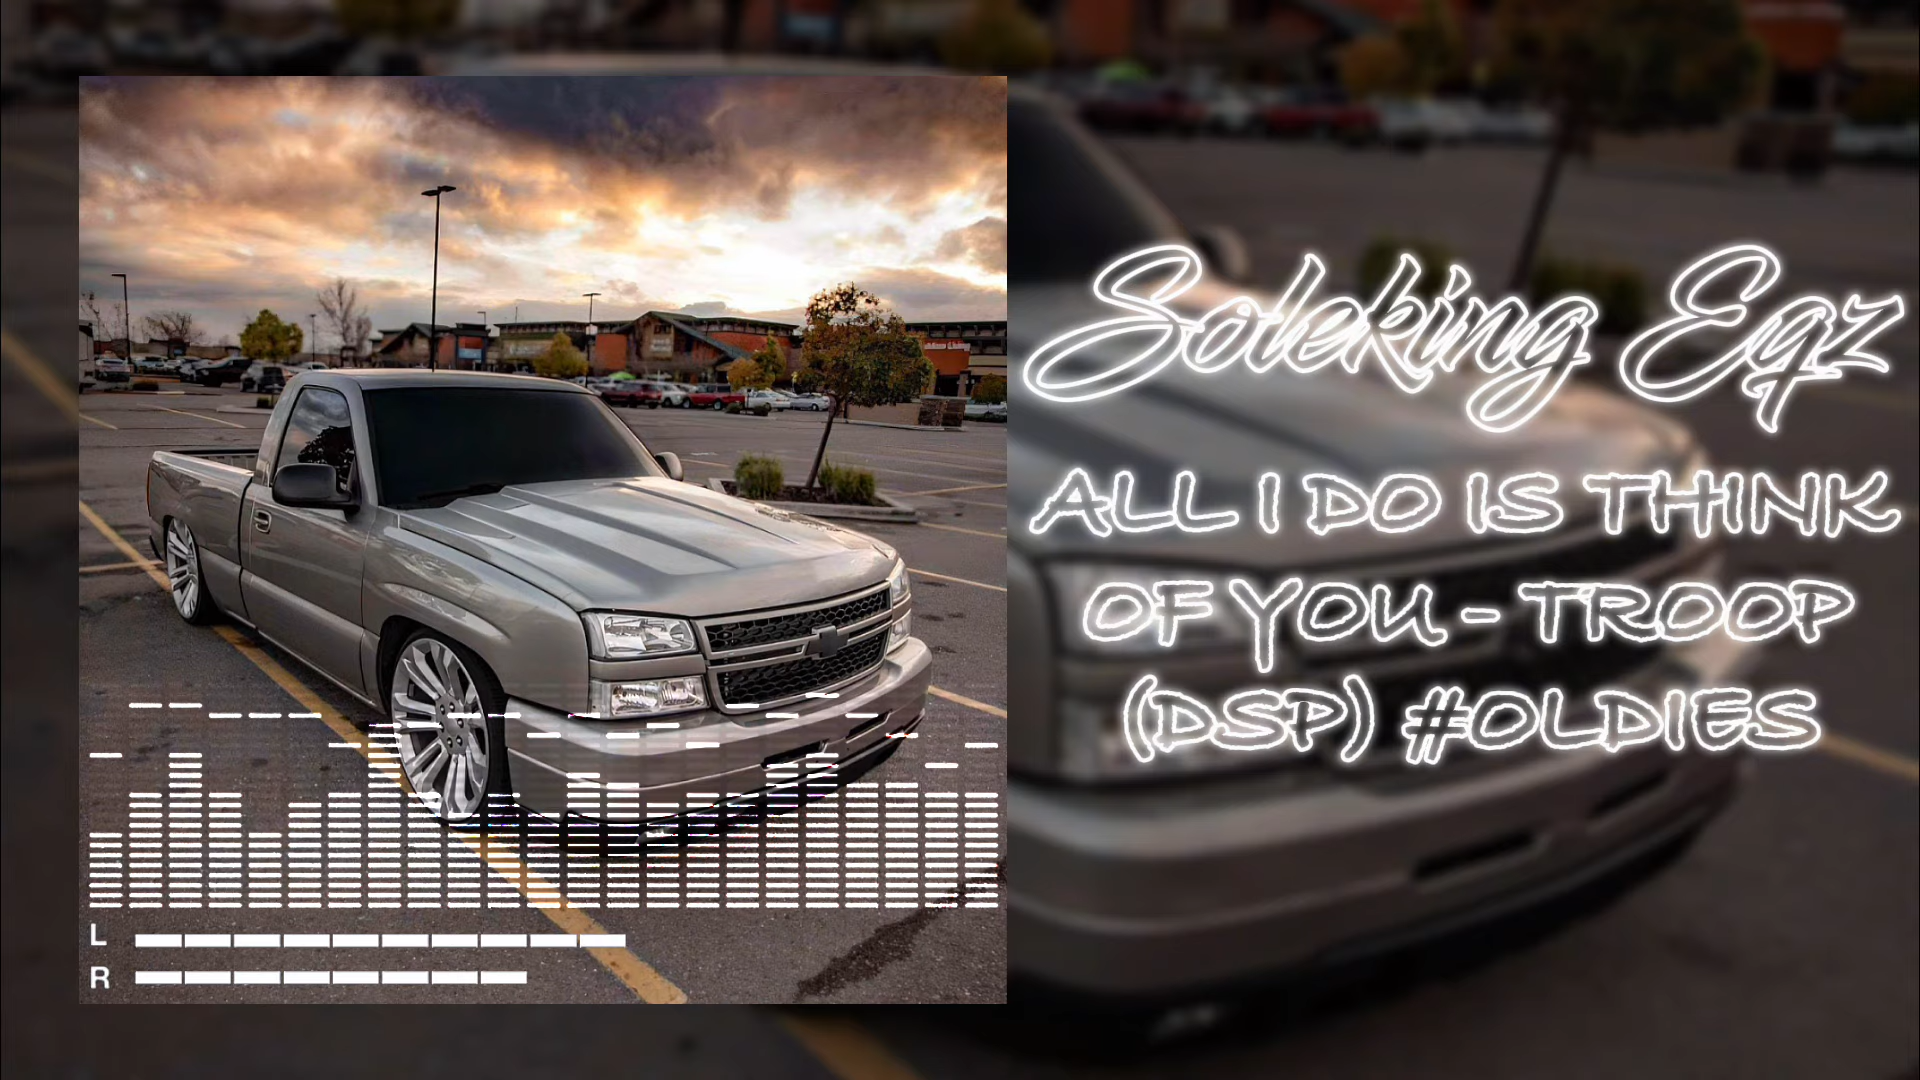 Soleking Eqz
ALL I DO IS THINK
OF YOU - TROOP
(DSP) #OLDIES
L
R